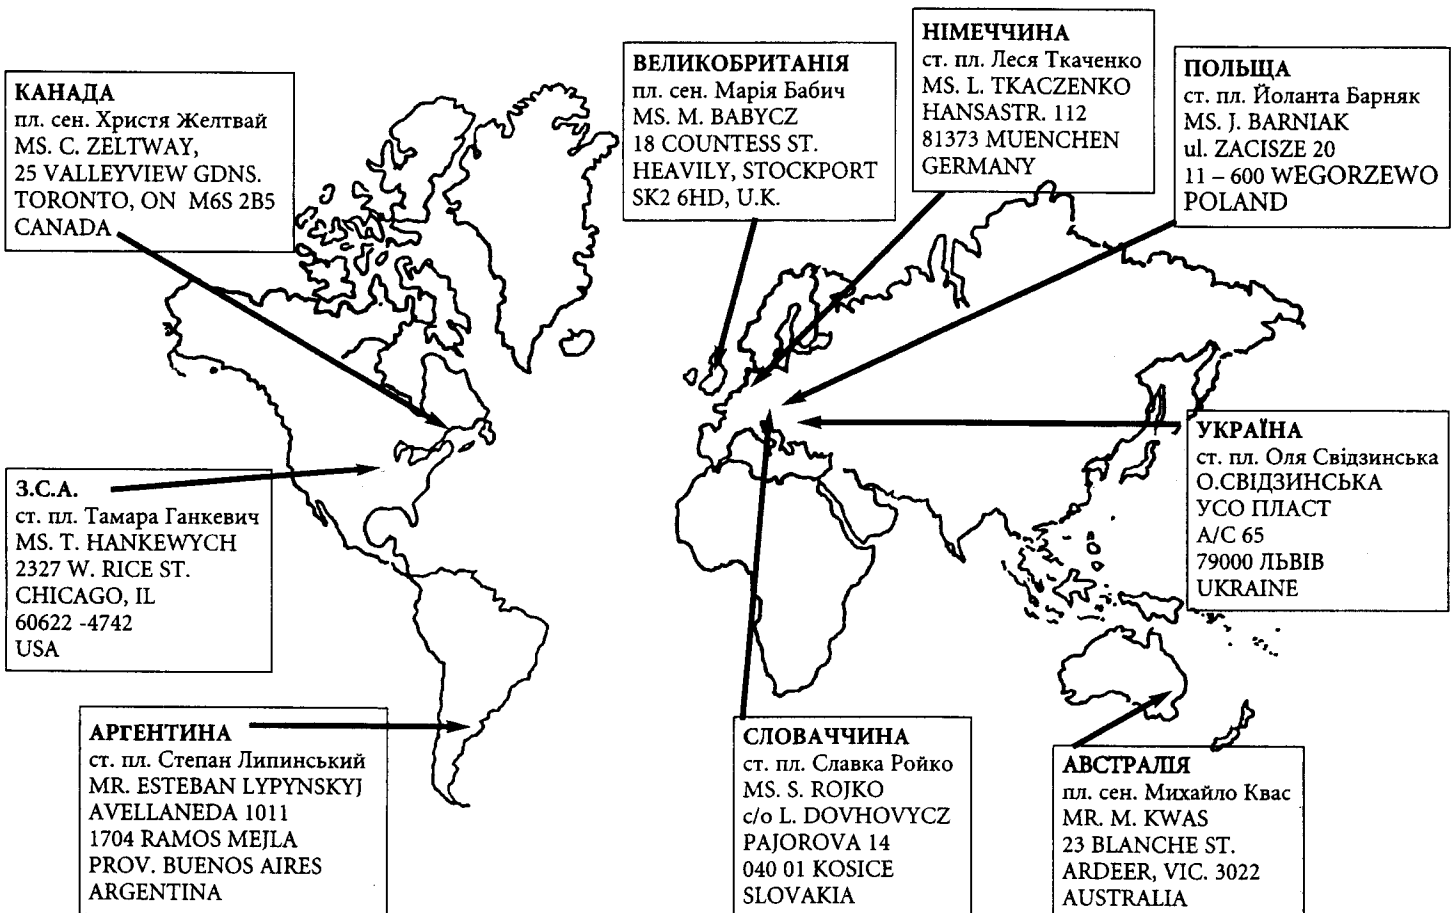 КАНАДА
пл. сен. Христя Желтвай
MS. C. ZELTWAY,
25 VALLEYVIEW GDNS.
TORONTO, ON M6S 2B5
CANADA
ВЕЛИКОБРИТАНІЯ
пл. сен. Марія Бабич
MS. M. BABYCZ
18 COUNTESS ST.
HEAVILY, STOCKPORT
SK2 6HD, U.K.
НІМЕЧЧИНА
ст. пл. Леся Ткаченко
MS. L. TKACZENKO
HANSASTR. 112
81373 MUENCHEN
GERMANY
ПОЛЬЩА
ст. пл. Йоланта Барняк
MS. J. BARNIAK
ul. ZACISZE 20
11 – 600 WEGORZEWO
POLAND
З.С.А.
ст. пл. Тамара Ганкевич
MS. T. HANKEWYCH
2327 W. RICE ST.
CHICAGO, IL
60622 -4742
USA
УКРАЇНА
ст. пл. Оля Свідзинська
О.СВІДЗИНСЬКА
УСО ПЛАСТ
А/С 65
79000 ЛЬВІВ
UKRAINE
АРҐЕНТИНА
ст. пл. Степан Липинський
MR. ESTEBAN LYPYNSKYJ
AVELLANEDA 1011
1704 RAMOS MEJLA
PROV. BUENOS AIRES
ARGENTINA
СЛОВАЧЧИНА
ст. пл. Славка Ройко
MS. S. ROJKO
c/o L. DOVHOVYCZ
PAJOROVA 14
040 01 KOSICE
SLOVAKIA
АВСТРАЛІЯ
пл. сен. Михайло Квас
MR. M. KWAS
23 BLANCHE ST.
ARDEER, VIC. 3022
AUSTRALIA